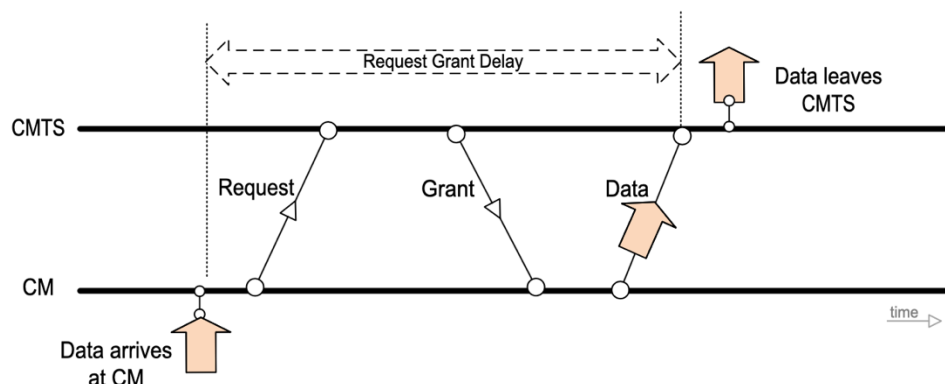 Request Grant Delay
Data leaves
CMTS
CMTS
Request
Grant
Data
CM
time
Data arrives
at CM